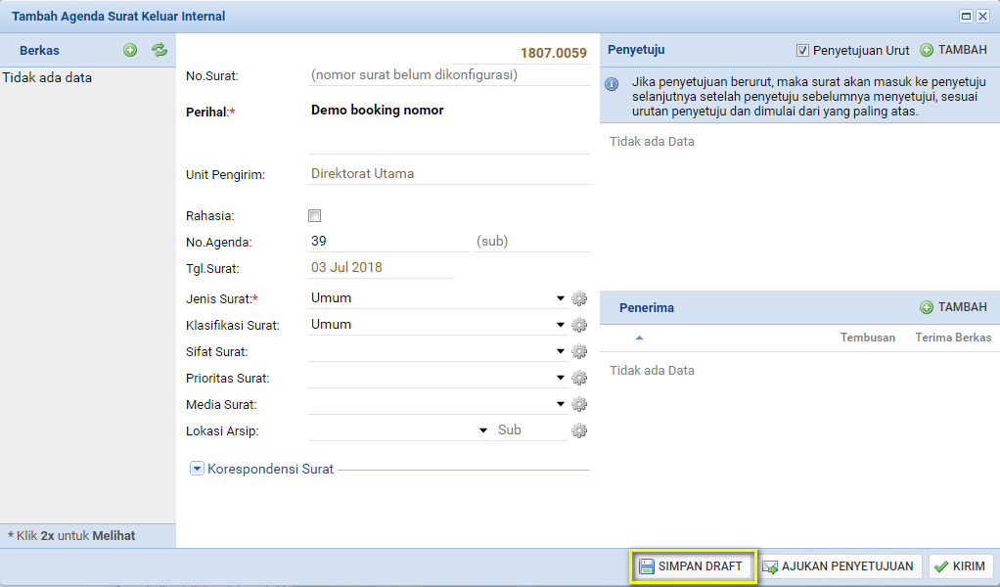 Tambah Agenda Surat Keluar Internal
Berkas
Tidak ada data
* Klik 2x untuk Melihat
1807.0059
No.Surat: (nomor surat belum dikonfigurasi)
Perihal:* Demo booking nomor
Unit Pengirim: Direktorat Utama
Rahasia:
No.Agenda: 39 (sub)
Tgl.Surat: 03 Jul 2018
Jenis Surat:* Umum
Klasifikasi Surat: Umum
Sifat Surat:
Prioritas Surat:
Media Surat:
Lokasi Arsip: Sub
Korespondensi Surat
Penyetuju Penyetujuan Urut TAMBAH
Jika penyetujuan berurut, maka surat akan masuk ke penyetuju
selanjutnya setelah penyetuju sebelumnya menyetujui, sesuai
urutan penyetuju dan dimulai dari yang paling atas.
Tidak ada Data
Penerima TAMBAH
Tembusan Terima Berkas
Tidak ada Data
SIMPAN DRAFT AJUKAN PENYETUJUAN KIRIM